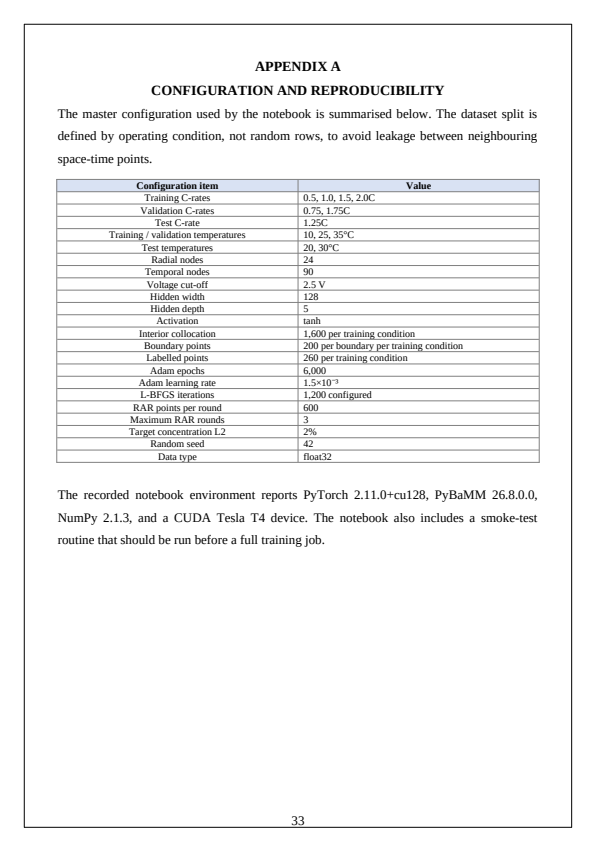 APPENDIX A
CONFIGURATION AND REPRODUCIBILITY
The master configuration used by the notebook is summarised below. The dataset split is
defined by operating condition, not random rows, to avoid leakage between neighbouring
space-time points.
Configuration item Value
Training C-rates 0.5, 1.0, 1.5, 2.0C
Validation C-rates 0.75, 1.75C
Test C-rate 1.25C
Training / validation temperatures 10, 25, 35°C
Test temperatures 20, 30°C
Radial nodes 24
Temporal nodes 90
Voltage cut-off 2.5 V
Hidden width 128
Hidden depth 5
Activation tanh
Interior collocation 1,600 per training condition
Boundary points 200 per boundary per training condition
Labelled points 260 per training condition
Adam epochs 6,000
Adam learning rate 1.5×10⁻³
L-BFGS iterations 1,200 configured
RAR points per round 600
Maximum RAR rounds 3
Target concentration L2 2%
Random seed 42
Data type float32
The recorded notebook environment reports PyTorch 2.11.0+cu128, PyBaMM 26.8.0.0,
NumPy 2.1.3, and a CUDA Tesla T4 device. The notebook also includes a smoke-test
routine that should be run before a full training job.
33